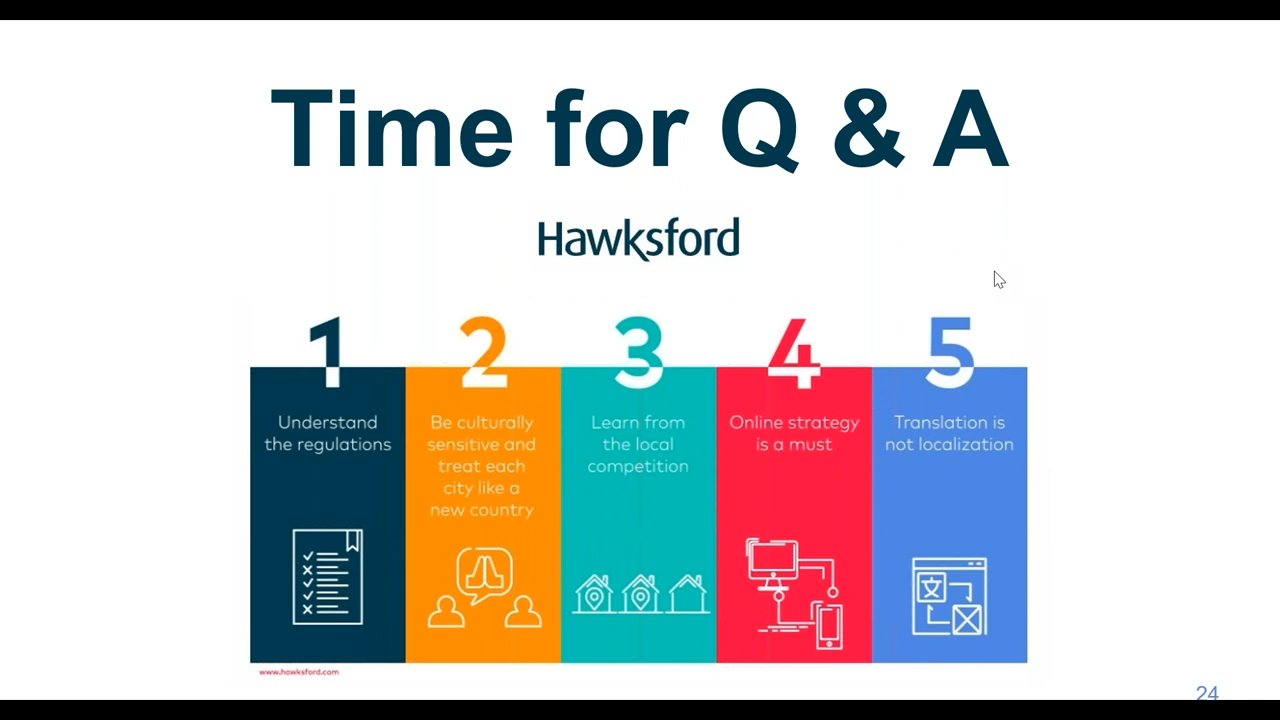 Time for Q & A
Hawksford
1
Understand
the regulations
2
Be culturally
sensitive and
treat each
city like a
new country
3
Learn from
the local
competition
4
Online strategy
is a must
5
Translation is
not localization
文
www.hawksford.com
24